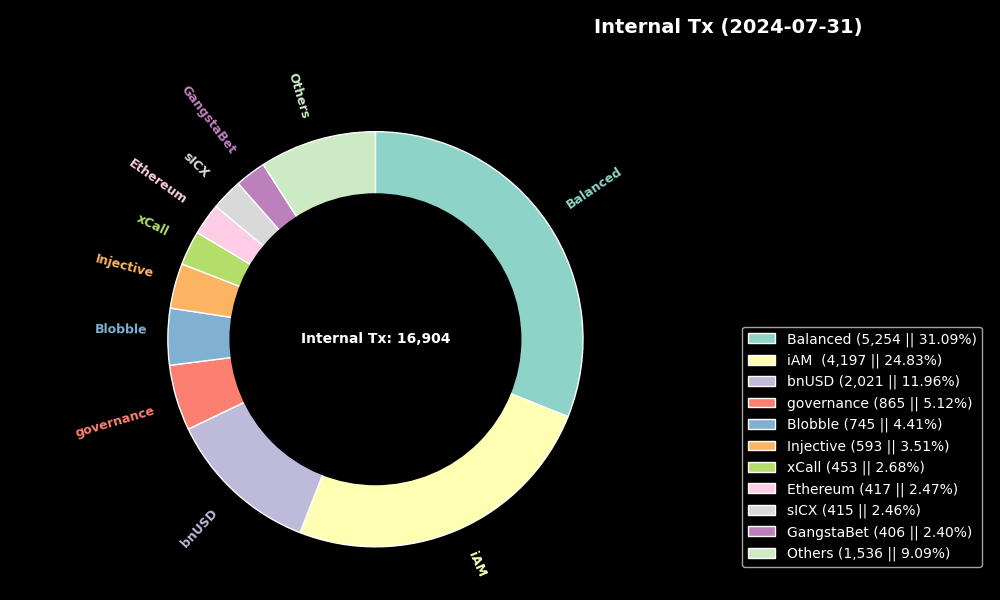 Internal Tx (2024-07-31)
Others
GangstaBet
sICX
Ethereum
xCall
Injective
Blobble
governance
bnUSD
iAM
Balanced
Internal Tx: 16,904
Balanced (5,254 || 31.09%)
iAM  (4,197 || 24.83%)
bnUSD (2,021 || 11.96%)
governance (865 || 5.12%)
Blobble (745 || 4.41%)
Injective (593 || 3.51%)
xCall (453 || 2.68%)
Ethereum (417 || 2.47%)
sICX (415 || 2.46%)
GangstaBet (406 || 2.40%)
Others (1,536 || 9.09%)